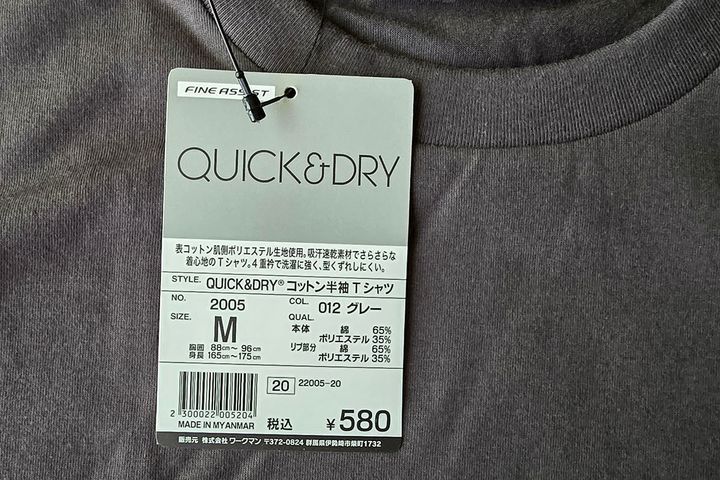 FINE ASSIST
QUICK&DRY
表コットン肌側ポリエステル生地使用。吸汗速乾素材でさらさらな
着心地のTシャツ。4重衿で洗濯に強く、型くずれしにくい。
STYLE. QUICK&DRY® コットン半袖Tシャツ
NO. 2005 COL. 012 グレー
SIZE. M QUAL.
本体 綿 65%
ポリエステル 35%
リブ部分 綿 65%
ポリエステル 35%
胸囲 88cm～ 96cm
身長 165cm～175cm
20 22005-20
2 300022 005204
MADE IN MYANMAR 税込 ¥580
販売元 株式会社 ワークマン 〒372-0824 群馬県伊勢崎市柴町1732